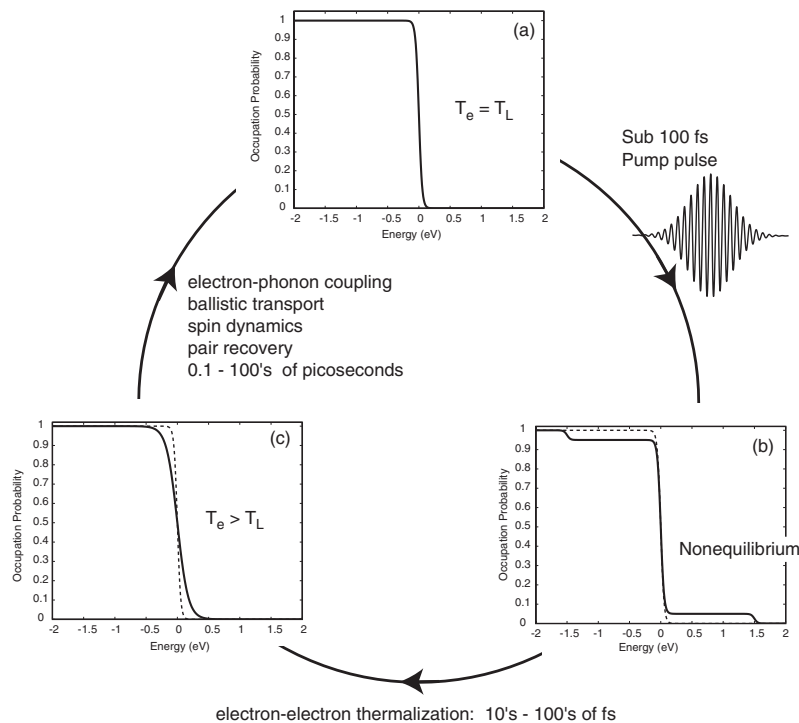 (a)
1
0.9
0.8
0.7
0.6
0.5
0.4
0.3
0.2
0.1
0
Occupation Probability
T_e = T_L
-2 -1.5 -1 -0.5 0 0.5 1 1.5 2
Energy (eV)
Sub 100 fs
Pump pulse
electron-phonon coupling
ballistic transport
spin dynamics
pair recovery
0.1 - 100's of picoseconds
(c)
1
0.9
0.8
0.7
0.6
0.5
0.4
0.3
0.2
0.1
0
Occupation Probability
T_e > T_L
-2 -1.5 -1 -0.5 0 0.5 1 1.5 2
Energy (eV)
(b)
1
0.9
0.8
0.7
0.6
0.5
0.4
0.3
0.2
0.1
0
Occupation Probability
Nonequilibrium
-2 -1.5 -1 -0.5 0 0.5 1 1.5 2
Energy (eV)
electron-electron thermalization: 10's - 100's of fs